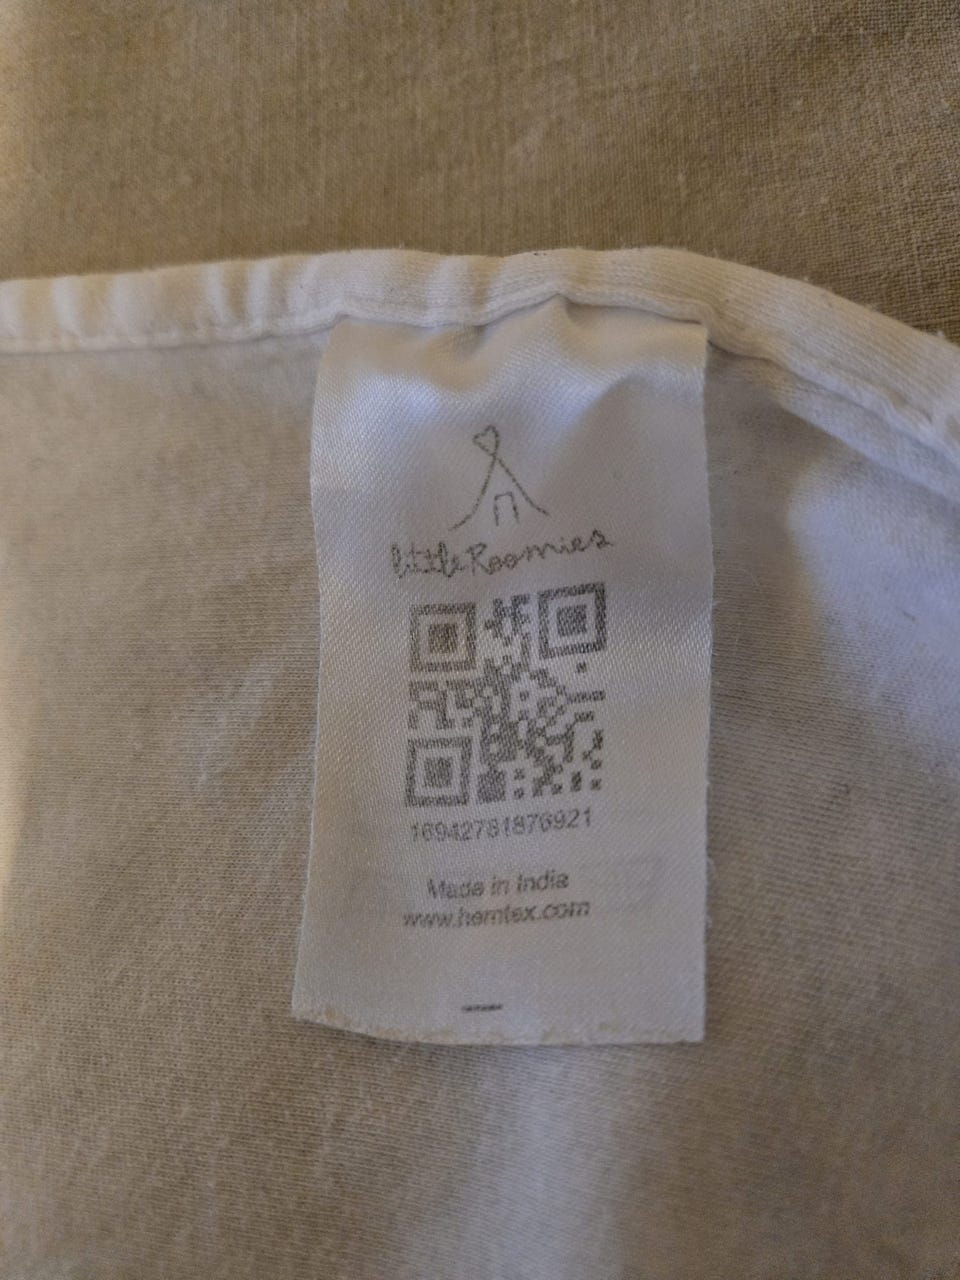 little Roomies
16942781876921
Made in India
www.hemtex.com